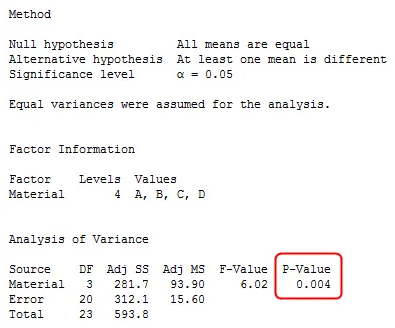 Method
Null hypothesis All means are equal
Alternative hypothesis At least one mean is different
Significance level α = 0.05
Equal variances were assumed for the analysis.
Factor Information
Factor Levels Values
Material 4 A, B, C, D
Analysis of Variance
Source DF Adj SS Adj MS F-Value P-Value
Material 3 281.7 93.90 6.02 0.004
Error 20 312.1 15.60
Total 23 593.8